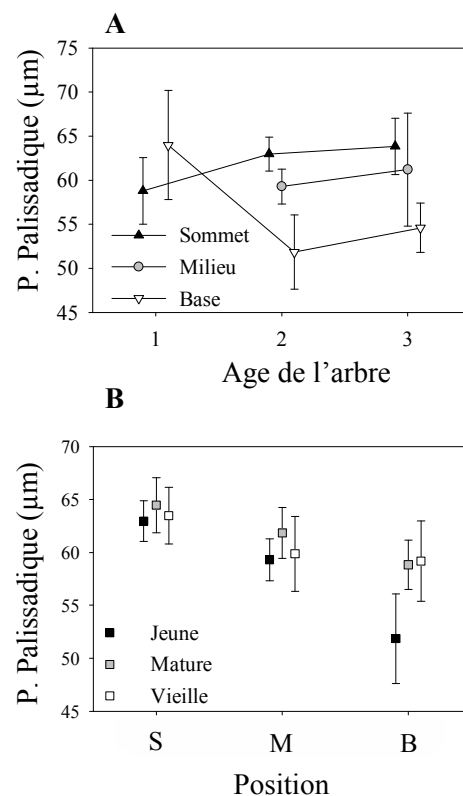 A
P. Palissadique (µm)
75
70
65
60
55
50
45
Sommet
Milieu
Base
1
2
3
Age de l'arbre
B
P. Palissadique (µm)
70
65
60
55
50
45
Jeune
Mature
Vieille
S
M
B
Position